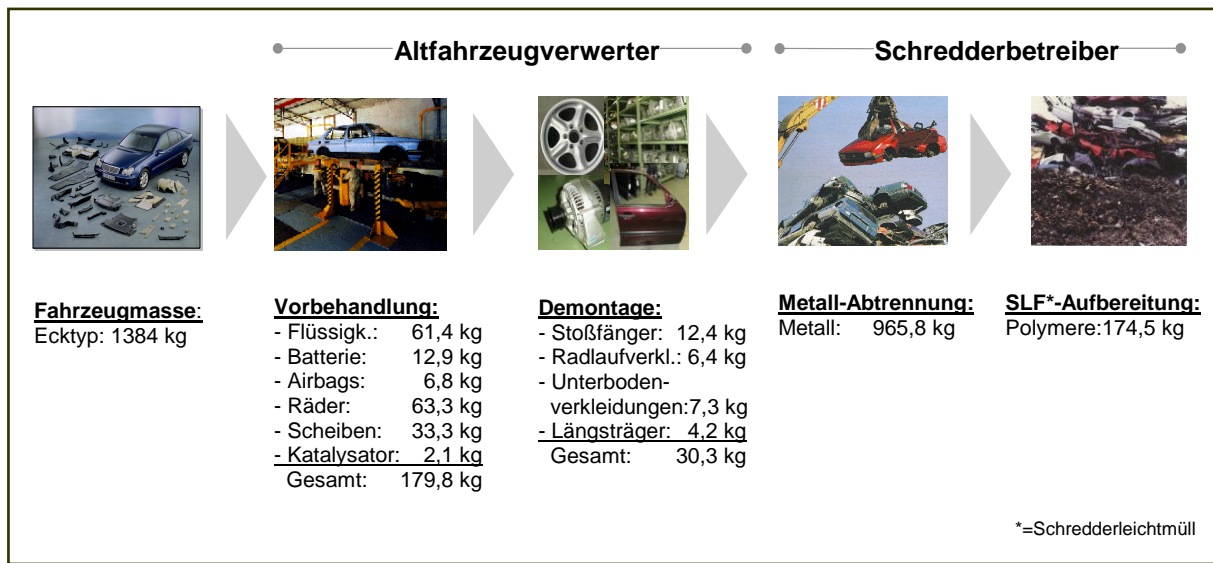 Altfahrzeugverwerter
Schredderbetreiber
Fahrzeugmasse:
Ecktyp: 1384 kg
Vorbehandlung:
- Flüssigk.: 61,4 kg
- Batterie: 12,9 kg
- Airbags: 6,8 kg
- Räder: 63,3 kg
- Scheiben: 33,3 kg
- Katalysator: 2,1 kg
Gesamt: 179,8 kg
Demontage:
- Stoßfänger: 12,4 kg
- Radlaufverkl.: 6,4 kg
- Unterboden-
verkleidungen:7,3 kg
- Längsträger: 4,2 kg
Gesamt: 30,3 kg
Metall-Abtrennung:
Metall: 965,8 kg
SLF*-Aufbereitung:
Polymere:174,5 kg
*=Schredderleichtmüll